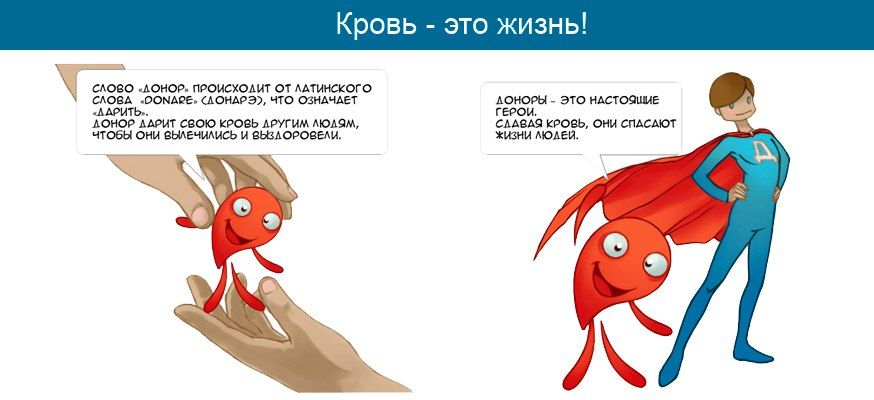 Кровь - это жизнь!
СЛОВО «ДОНОР» ПРОИСХОДИТ ОТ ЛАТИНСКОГО
СЛОВА «DONARE» (ДОНАРЭ), ЧТО ОЗНАЧАЕТ
«ДАРИТЬ».
ДОНОР ДАРИТ СВОЮ КРОВЬ ДРУГИМ ЛЮДЯМ,
ЧТОБЫ ОНИ ВЫЛЕЧИЛИСЬ И ВЫЗДОРОВЕЛИ.
ДОНОРЫ - ЭТО НАСТОЯЩИЕ
ГЕРОИ.
СДАВАЯ КРОВЬ, ОНИ СПАСАЮТ
ЖИЗНИ ЛЮДЕЙ.
Д